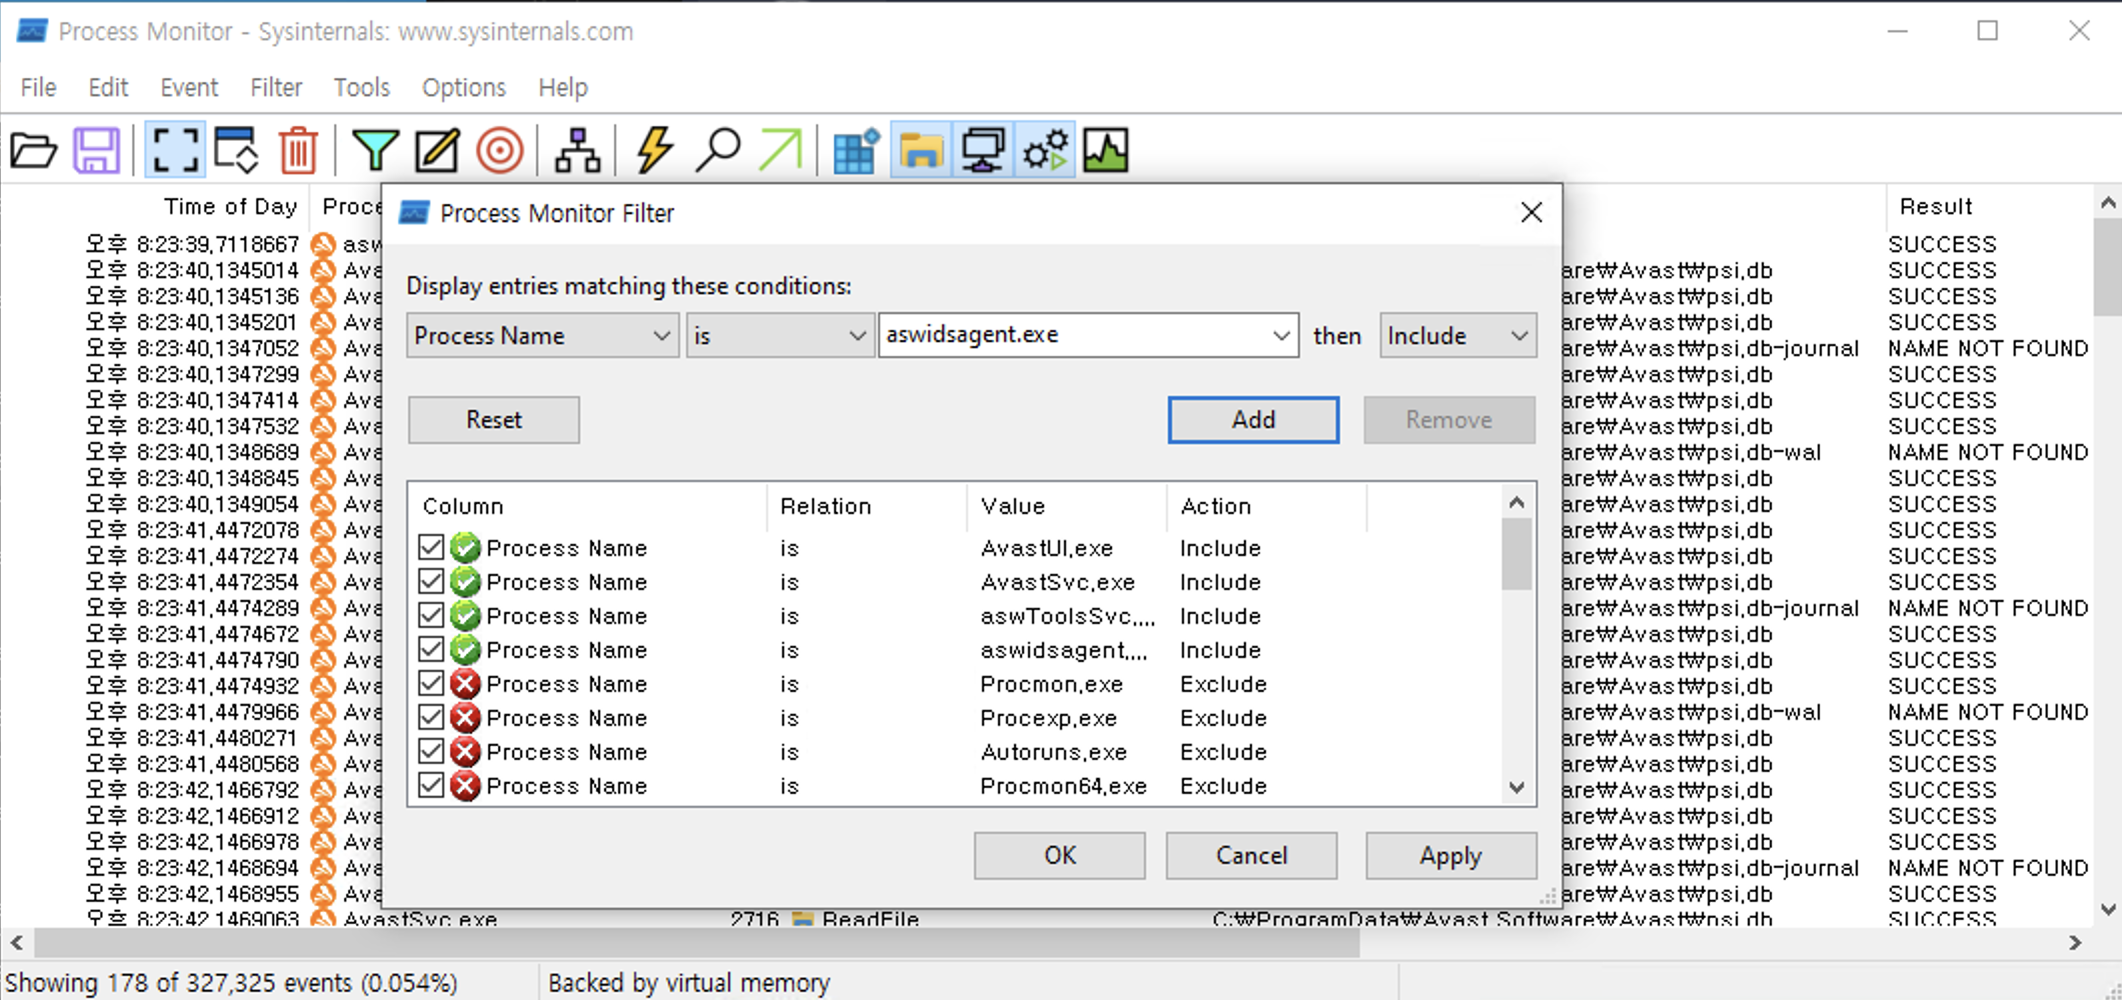 Process Monitor - Sysinternals: www.sysinternals.com
File Edit Event Filter Tools Options Help
Time of Day Proce Result
Process Monitor Filter
Display entries matching these conditions:
Process Name is aswidsagent.exe then Include
Reset Add Remove
Column Relation Value Action
Process Name is AvastUI.exe Include
Process Name is AvastSvc.exe Include
Process Name is aswToolsSvc.... Include
Process Name is aswidsagent.... Include
Process Name is Procmon.exe Exclude
Process Name is Procexp.exe Exclude
Process Name is Autoruns.exe Exclude
Process Name is Procmon64.exe Exclude
OK Cancel Apply
오후 8:23:39.7118667 asw SUCCESS
오후 8:23:40.1345014 Ava are₩Avast₩psi.db SUCCESS
오후 8:23:40.1345136 Ava are₩Avast₩psi.db SUCCESS
오후 8:23:40.1345201 Ava are₩Avast₩psi.db SUCCESS
오후 8:23:40.1347052 Ava are₩Avast₩psi.db-journal NAME NOT FOUND
오후 8:23:40.1347299 Ava are₩Avast₩psi.db SUCCESS
오후 8:23:40.1347414 Ava are₩Avast₩psi.db SUCCESS
오후 8:23:40.1347532 Ava are₩Avast₩psi.db SUCCESS
오후 8:23:40.1348689 Ava are₩Avast₩psi.db-wal NAME NOT FOUND
오후 8:23:40.1348845 Ava are₩Avast₩psi.db SUCCESS
오후 8:23:40.1349054 Ava are₩Avast₩psi.db SUCCESS
오후 8:23:41.4472078 Ava are₩Avast₩psi.db SUCCESS
오후 8:23:41.4472274 Ava are₩Avast₩psi.db SUCCESS
오후 8:23:41.4472354 Ava are₩Avast₩psi.db SUCCESS
오후 8:23:41.4474289 Ava are₩Avast₩psi.db-journal NAME NOT FOUND
오후 8:23:41.4474672 Ava are₩Avast₩psi.db SUCCESS
오후 8:23:41.4474790 Ava are₩Avast₩psi.db SUCCESS
오후 8:23:41.4474932 Ava are₩Avast₩psi.db SUCCESS
오후 8:23:41.4479966 Ava are₩Avast₩psi.db-wal NAME NOT FOUND
오후 8:23:41.4480271 Ava are₩Avast₩psi.db SUCCESS
오후 8:23:41.4480568 Ava are₩Avast₩psi.db SUCCESS
오후 8:23:42.1466792 Ava are₩Avast₩psi.db SUCCESS
오후 8:23:42.1466912 Ava are₩Avast₩psi.db SUCCESS
오후 8:23:42.1466978 Ava are₩Avast₩psi.db SUCCESS
오후 8:23:42.1468694 Ava are₩Avast₩psi.db-journal NAME NOT FOUND
오후 8:23:42.1468955 Ava are₩Avast₩psi.db SUCCESS
오후 8:23:42.1469063 AvastSvc.exe 2716 ReadFile C:₩ProgramData₩Avast Software₩Avast₩psi.db SUCCESS
Showing 178 of 327,325 events (0.054%) Backed by virtual memory